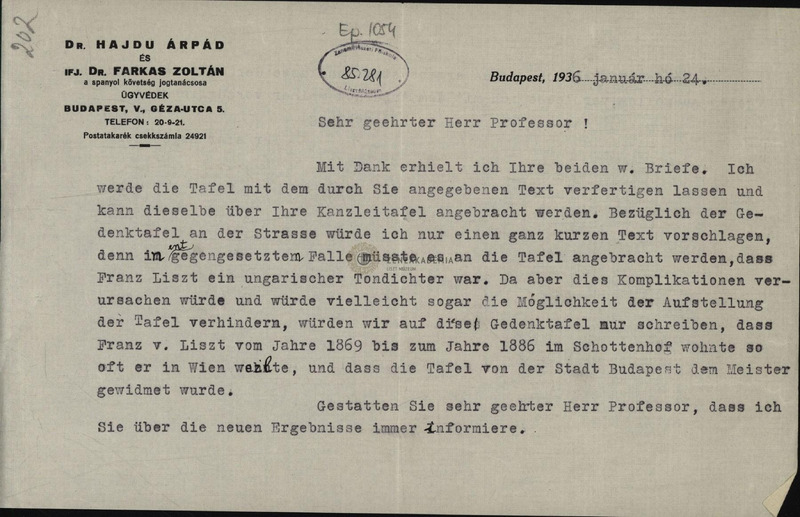 202
Ep. 1054
85.281
DR. HAJDU ÁRPÁD
ÉS
IFJ. DR. FARKAS ZOLTÁN
a spanyol követség jogtanácsosa
ÜGYVÉDEK
BUDAPEST, V., GÉZA-UTCA 5.
TELEFON: 20-9-21.
Postatakarék csekkszámla 24921
Budapest, 1936 január hó 24.
Sehr geehrter Herr Professor !
Mit Dank erhielt ich Ihre beiden w. Briefe. Ich
werde die Tafel mit dem durch Sie angegebenen Text verfertigen lassen und
kann dieselbe über Ihre Kanzleitafel angebracht werden. Bezüglich der Ge-
denktafel an der Strasse würde ich nur einen ganz kurzen Text vorschlagen,
denn im entgegengesetzten Falle müsste es an die Tafel angebracht werden,dass
Franz Liszt ein ungarischer Tondichter war. Da aber dies Komplikationen ver-
ursachen würde und würde vielleicht sogar die Möglichkeit der Aufstellung
der Tafel verhindern, würden wir auf diese Gedenktafel nur schreiben, dass
Franz v. Liszt vom Jahre 1869 bis zum Jahre 1886 im Schottenhof wohnte so
oft er in Wien weilte, und dass die Tafel von der Stadt Budapest dem Meister
gewidmet wurde.
Gestatten Sie sehr geehrter Herr Professor, dass ich
Sie über die neuen Ergebnisse immer informiere.